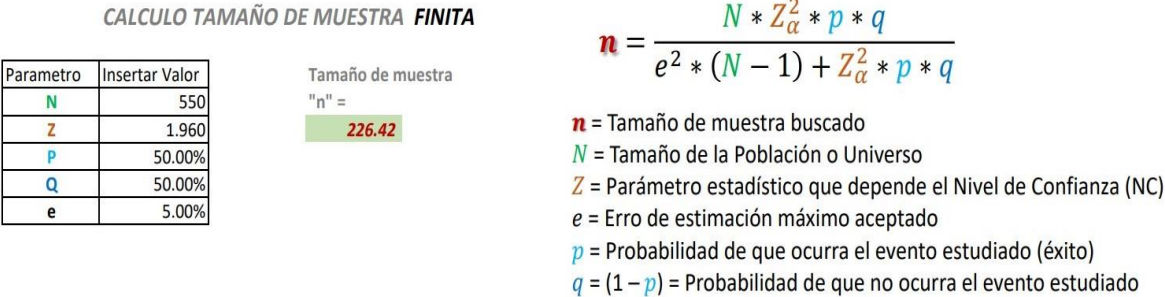 CALCULO TAMAÑO DE MUESTRA FINITA
Parametro Insertar Valor
N 550
Z 1.960
P 50.00%
Q 50.00%
e 5.00%
Tamaño de muestra
"n" =
226.42
n = N * Z²α * p * q / e² * (N − 1) + Z²α * p * q
n = Tamaño de muestra buscado
N = Tamaño de la Población o Universo
Z = Parámetro estadístico que depende el Nivel de Confianza (NC)
e = Erro de estimación máximo aceptado
p = Probabilidad de que ocurra el evento estudiado (éxito)
q = (1 – p) = Probabilidad de que no ocurra el evento estudiado